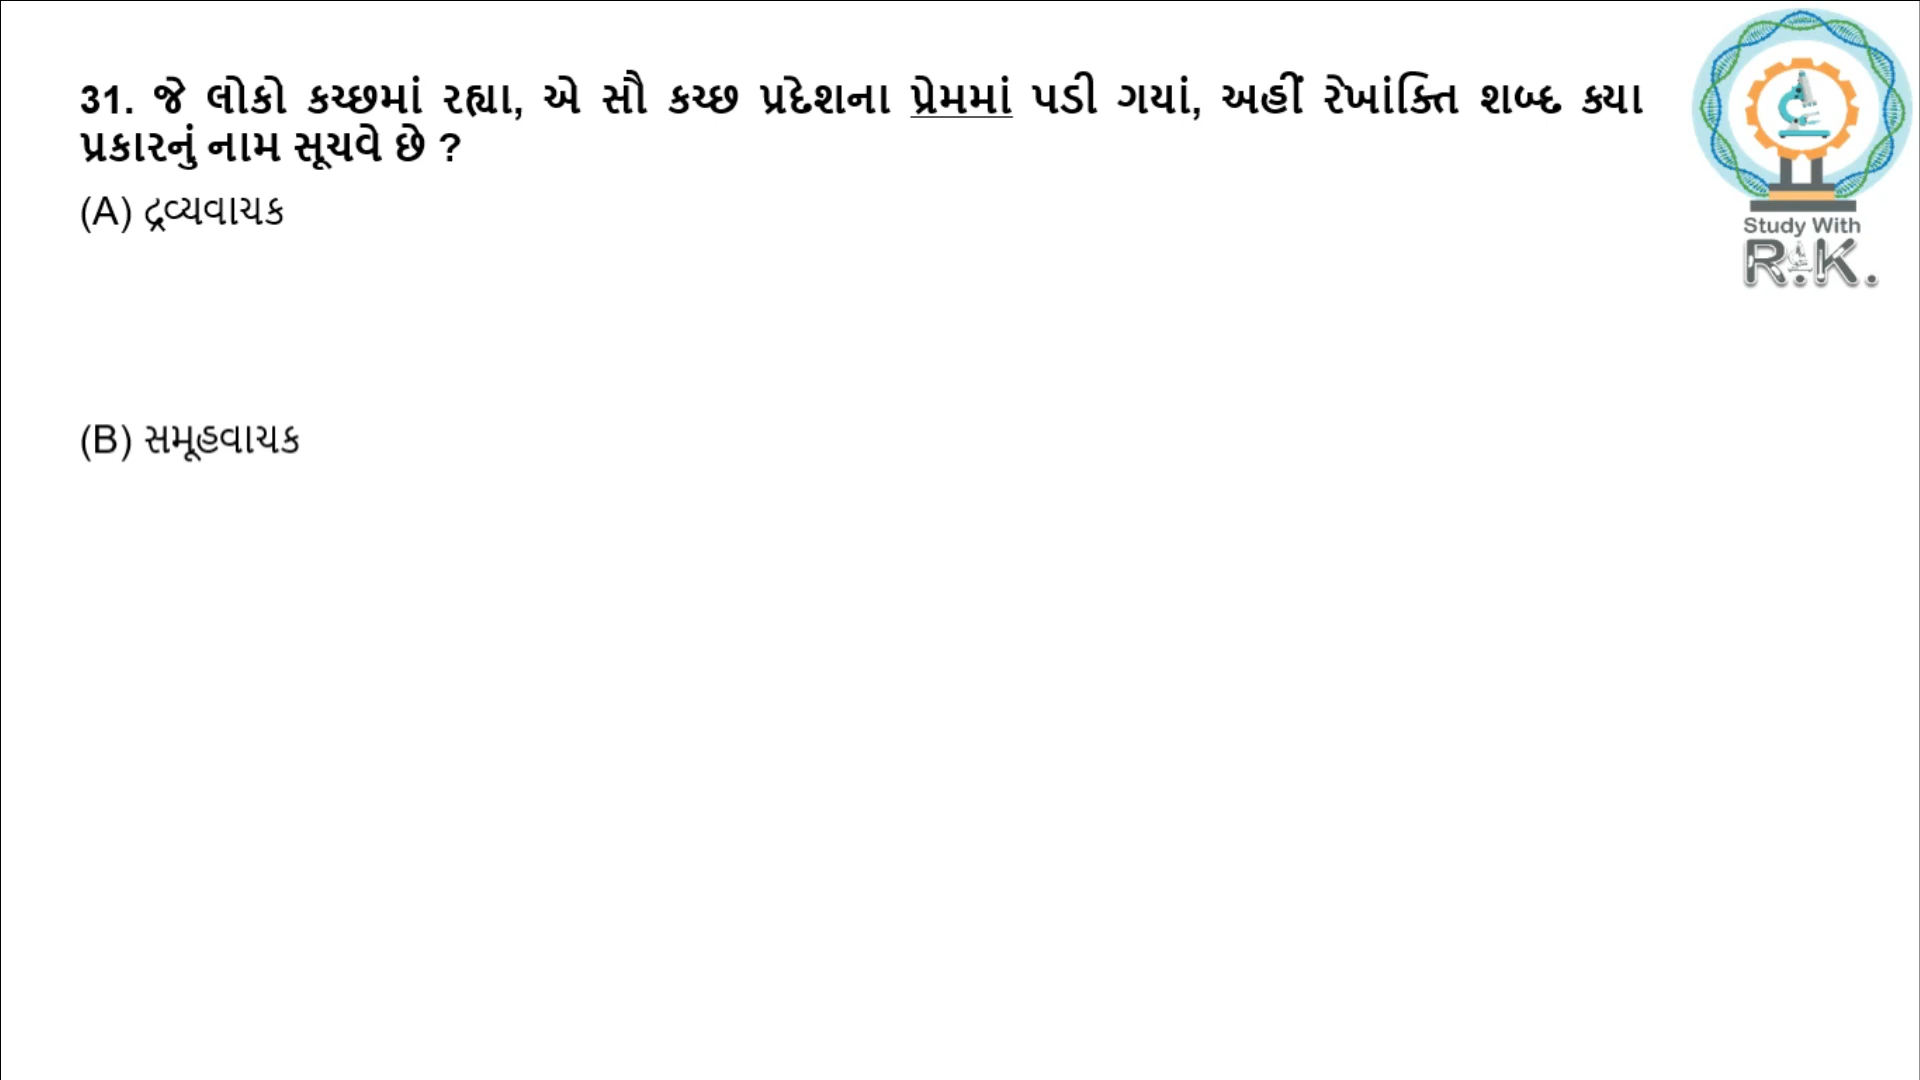 31. જે લોકો કચ્છમાં રહ્યા, એ સૌ કચ્છ પ્રદેશના પ્રેમમાં પડી ગયાં, અહીં રેખાંક્તિ શબ્દ ક્યા
પ્રકારનું નામ સૂચવે છે ?
(A) દ્રવ્યવાચક
(B) સમૂહવાચક
Study With
R.K.